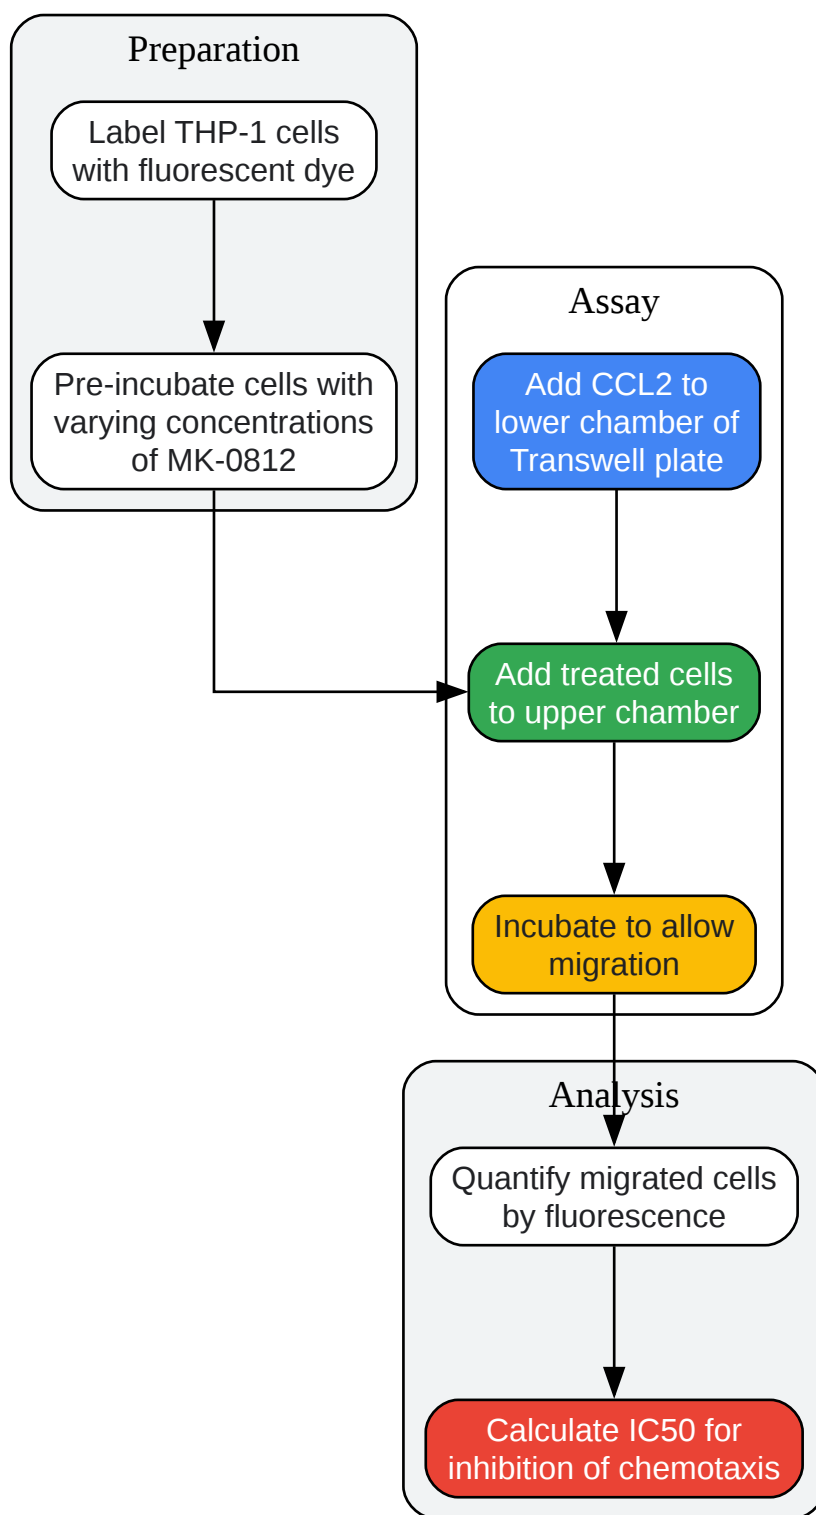 Preparation
Label THP-1 cells
with fluorescent dye
Pre-incubate cells with
varying concentrations
of MK-0812
Assay
Add CCL2 to
lower chamber of
Transwell plate
Add treated cells
to upper chamber
Incubate to allow
migration
Analysis
Quantify migrated cells
by fluorescence
Calculate IC50 for
inhibition of chemotaxis